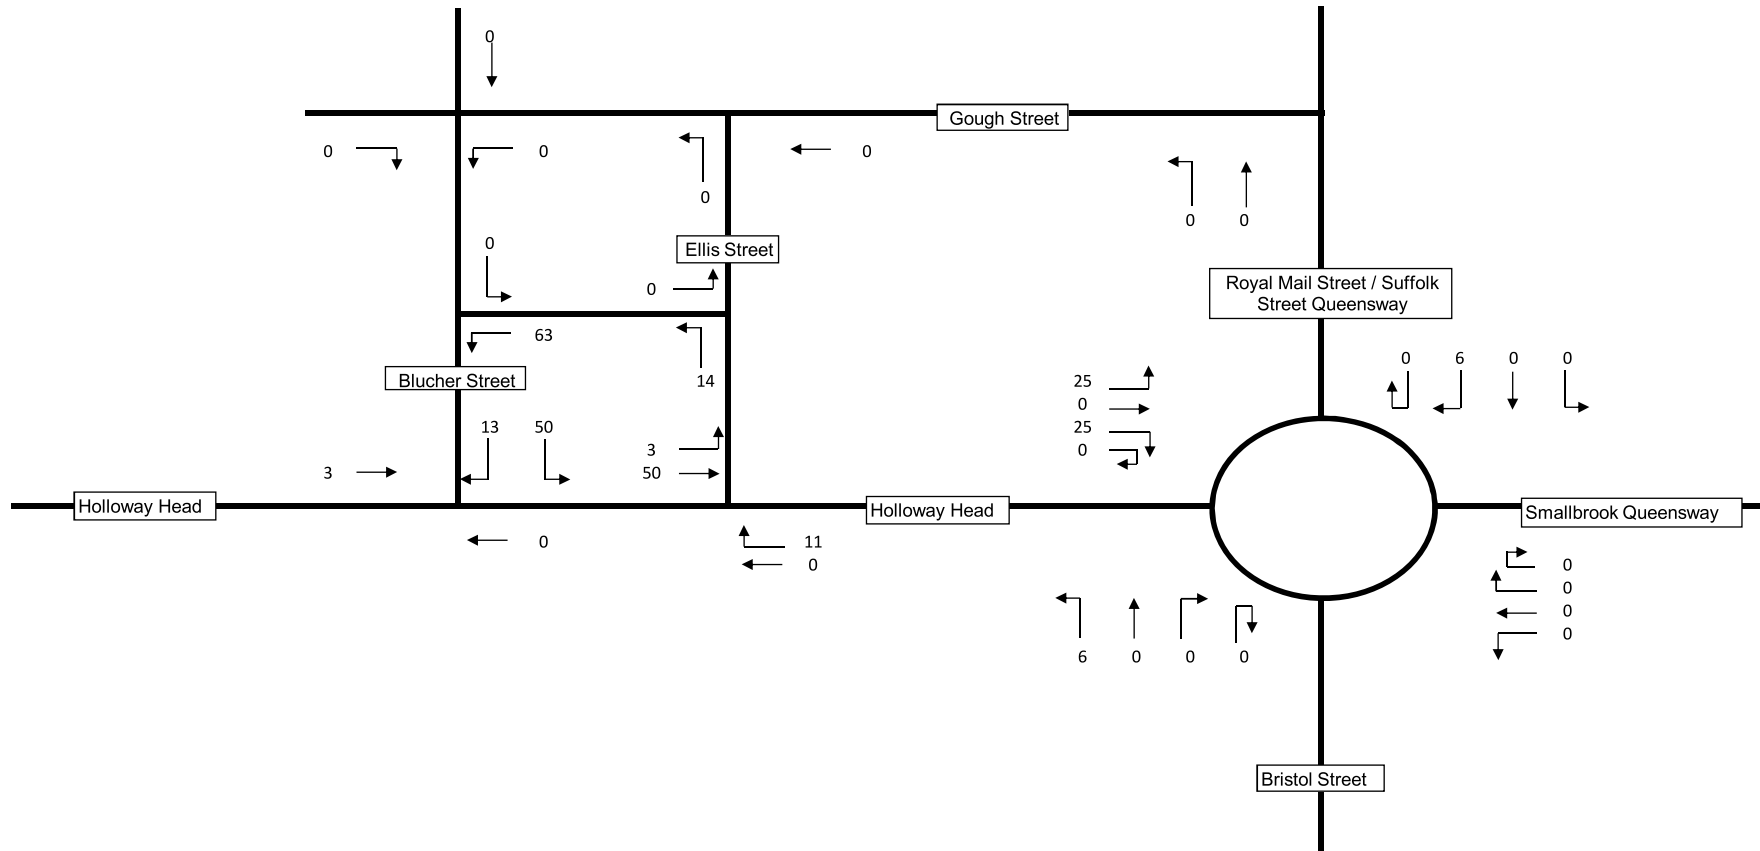 0
Gough Street
0
0
0
0
0
0
0
Ellis Street
0
Royal Mail Street / Suffolk
Street Queensway
63
0 6 0 0
Blucher Street
14
25
0
13 50
25
3
0
3
50
Holloway Head
Holloway Head
Smallbrook Queensway
0
11
0
0
0
0
0
6 0 0 0
Bristol Street